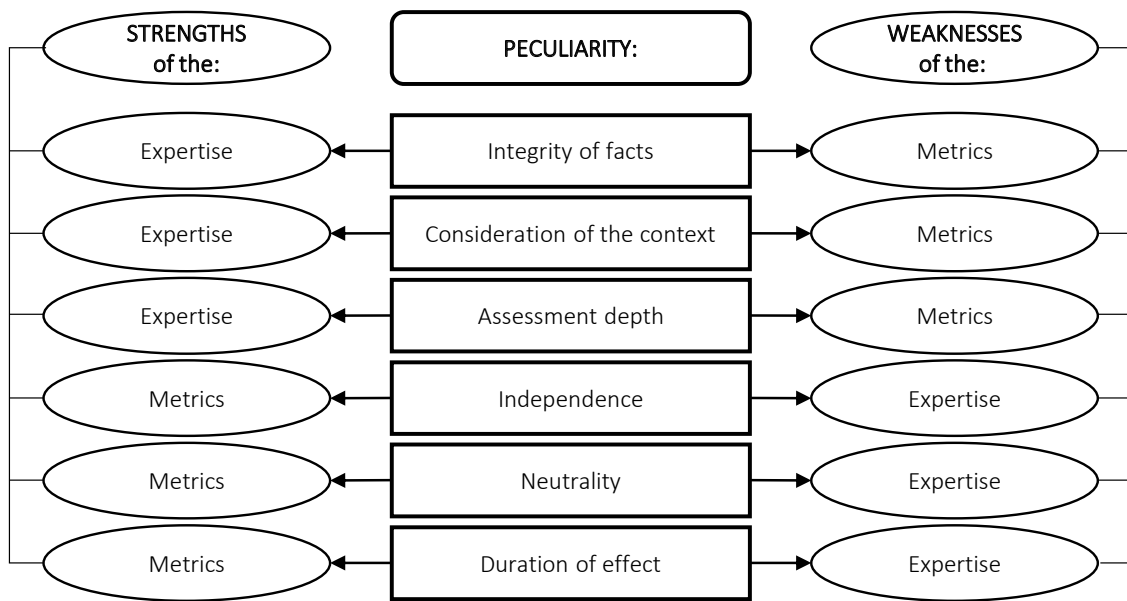 STRENGTHS
of the:
PECULIARITY:
WEAKNESSES
of the:
Expertise
Integrity of facts
Metrics
Expertise
Consideration of the context
Metrics
Expertise
Assessment depth
Metrics
Metrics
Independence
Expertise
Metrics
Neutrality
Expertise
Metrics
Duration of effect
Expertise